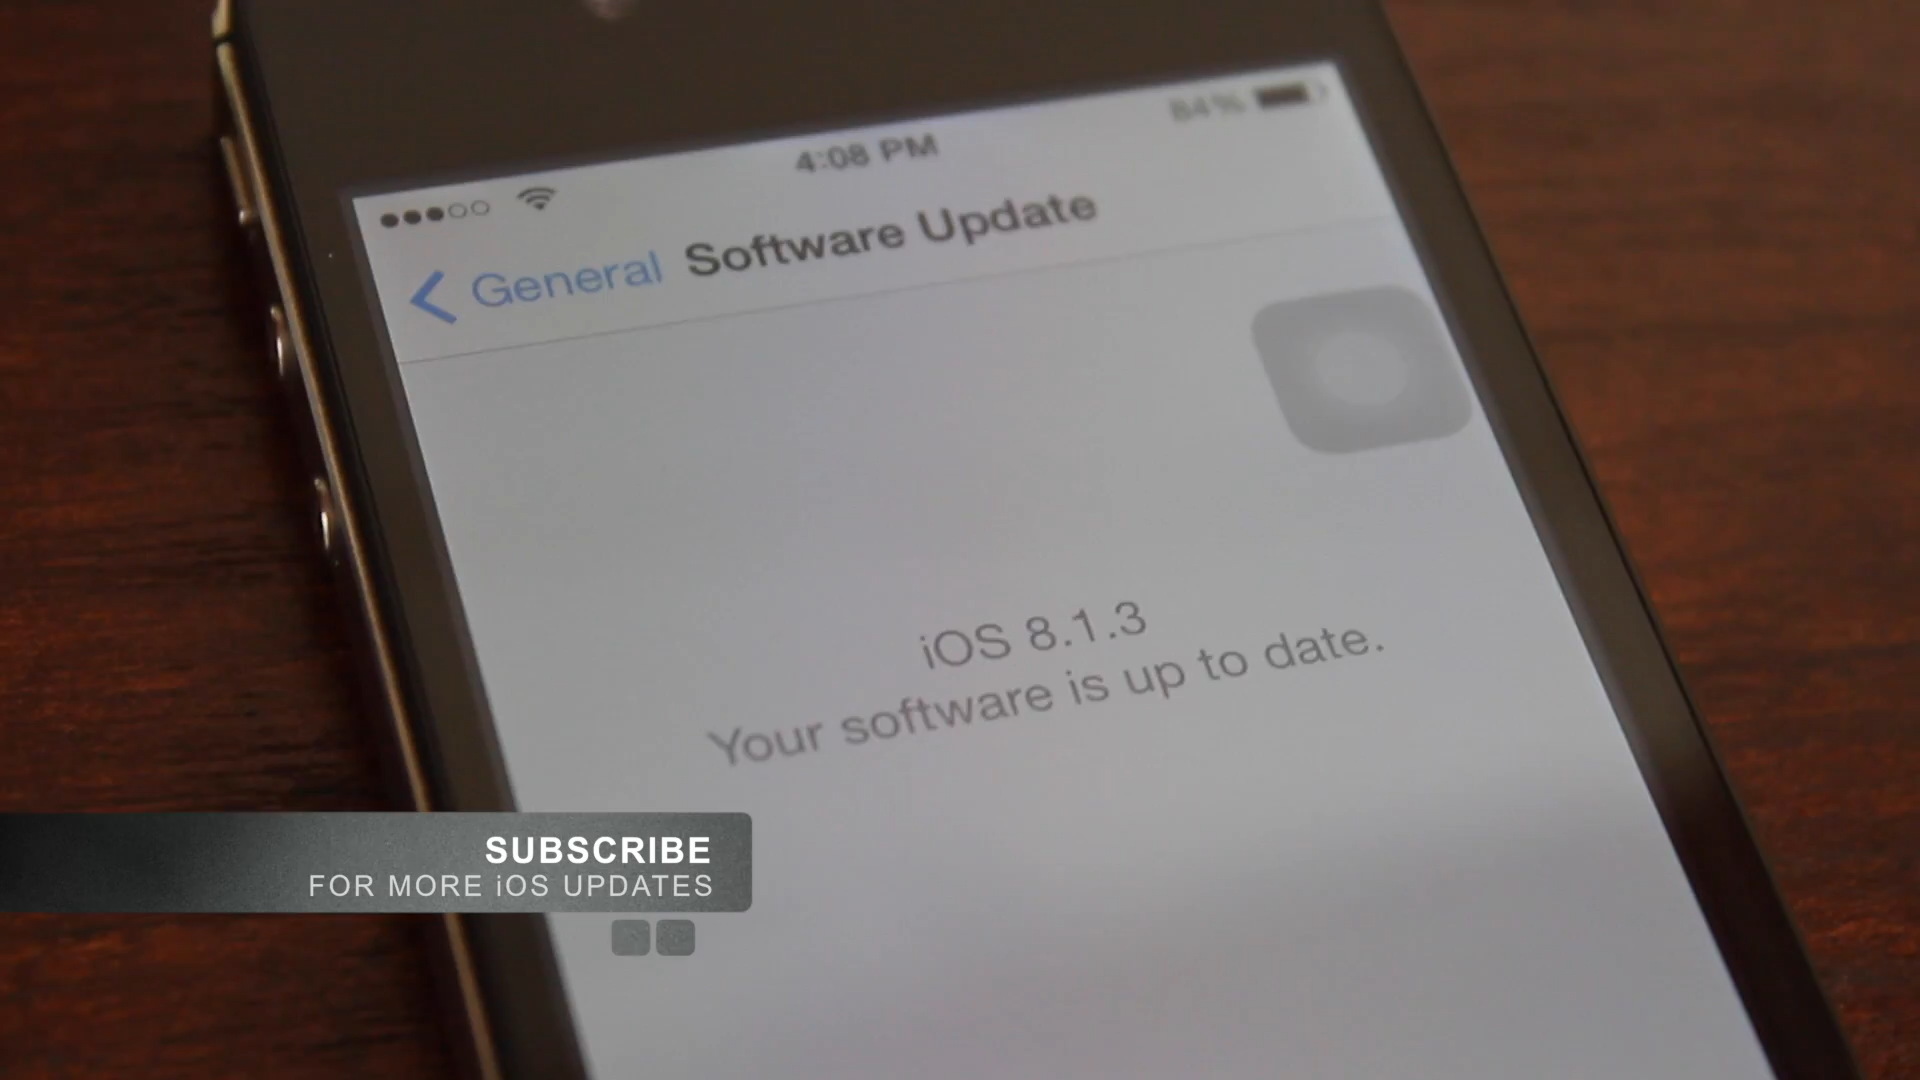 4:08 PM
84%
General
Software Update
iOS 8.1.3
Your software is up to date.
SUBSCRIBE
FOR MORE iOS UPDATES